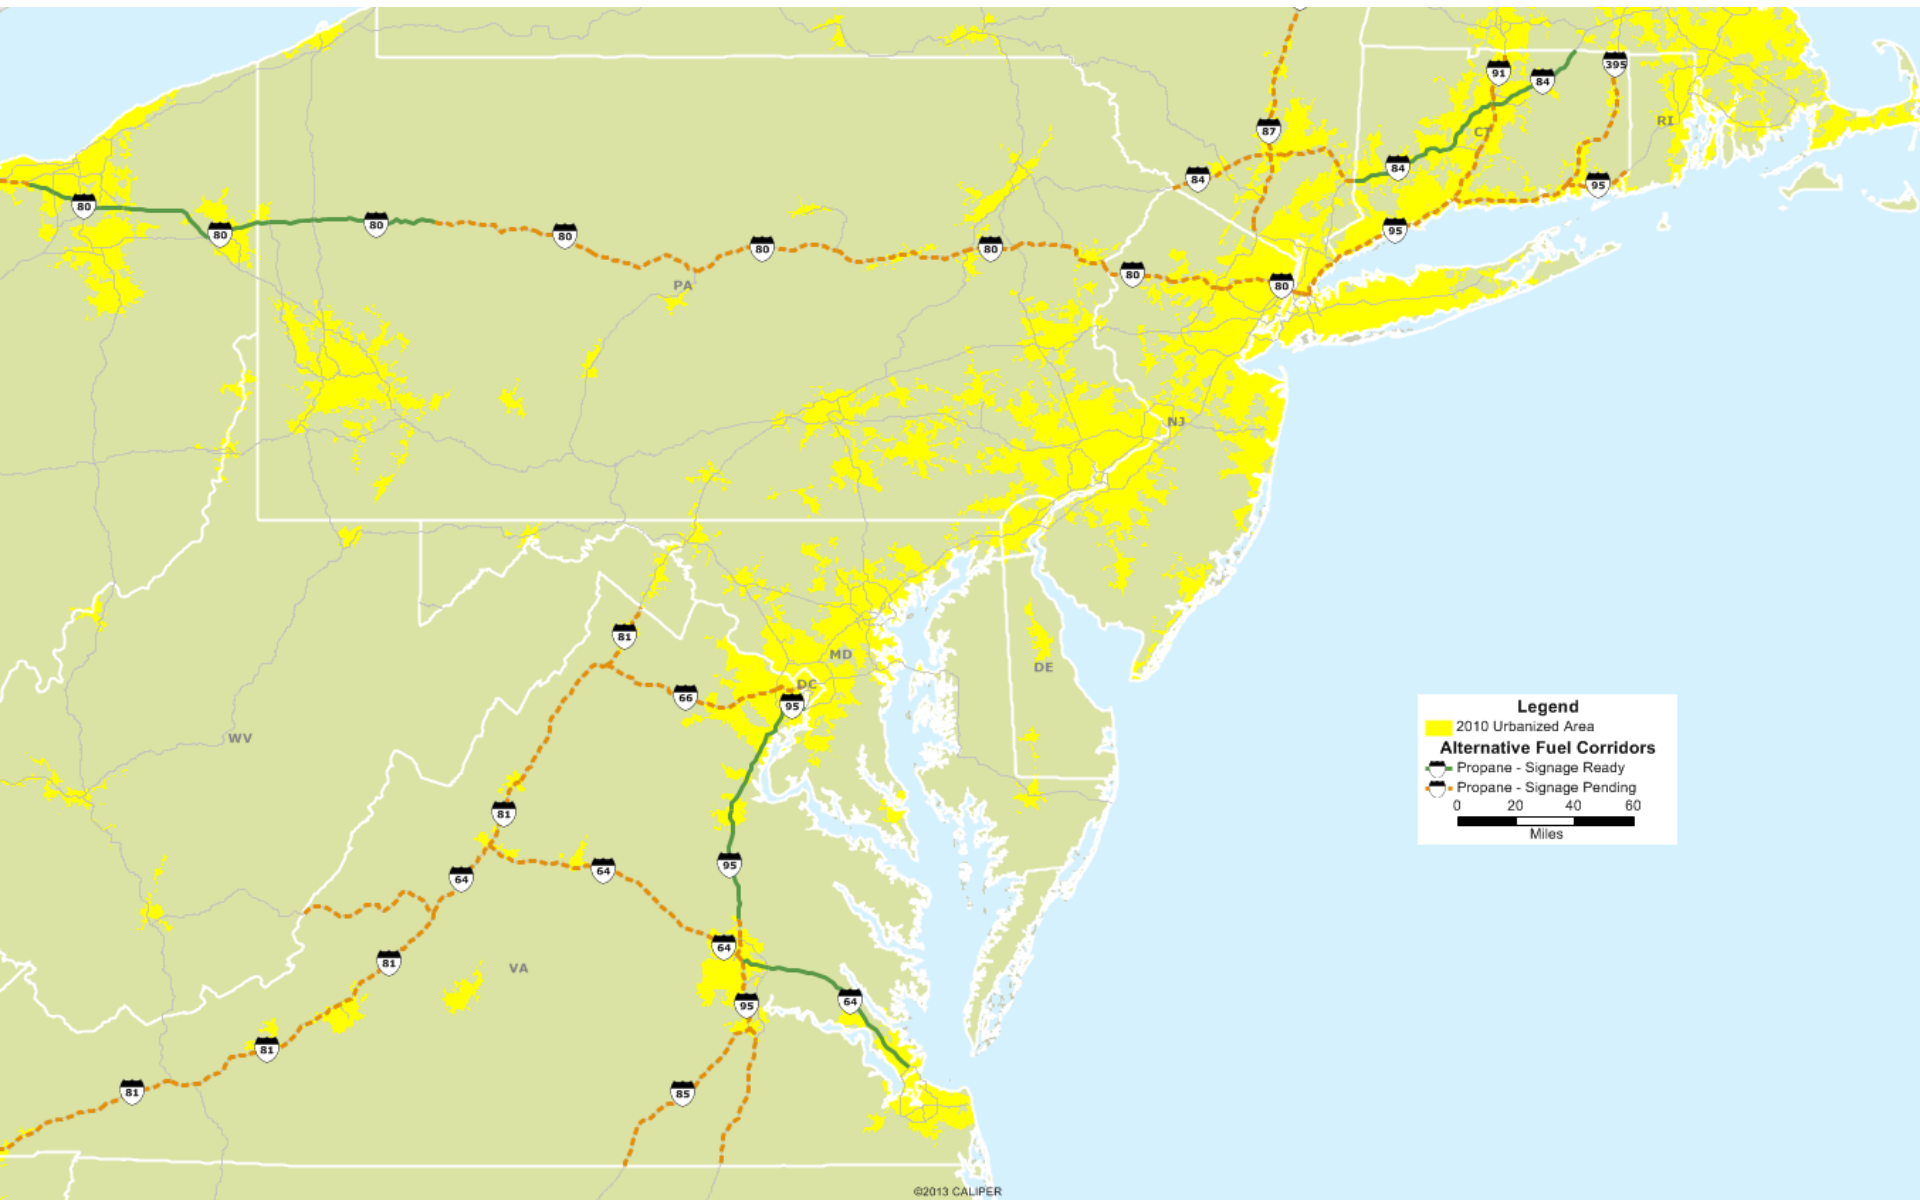 91
84
395
87
CT
RI
84
84
95
80
80
80
80
80
80
80
80
95
PA
NJ
81
MD
DE
DC
66
95
WV
81
64
64
95
64
81
VA
95
64
81
81
85
Legend
2010 Urbanized Area
Alternative Fuel Corridors
Propane - Signage Ready
Propane - Signage Pending
0 20 40 60
Miles
©2013 CALIPER